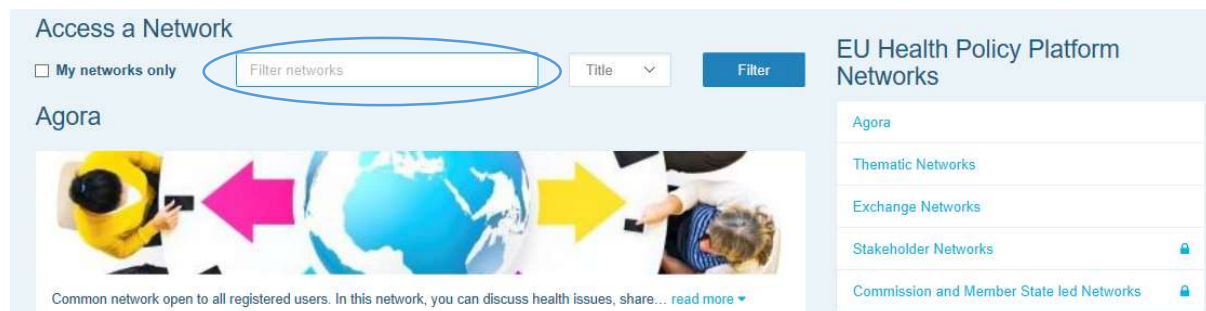 Access a Network
My networks only
Filter networks
Title
Filter
Agora
Common network open to all registered users. In this network, you can discuss health issues, share… read more
EU Health Policy Platform
Networks
Agora
Thematic Networks
Exchange Networks
Stakeholder Networks
Commission and Member State led Networks